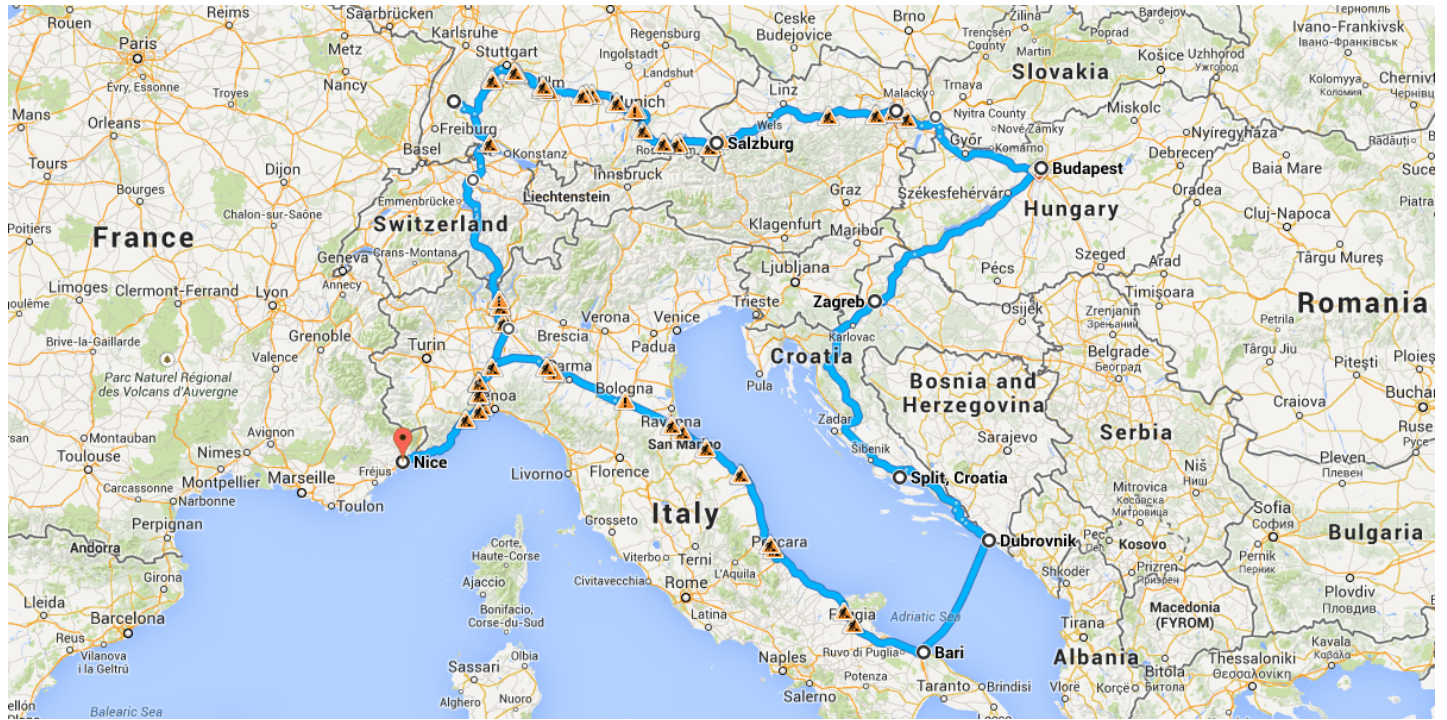 Rouen
Reims
Saarbrücken
Karlsruhe
Regensburg
Ceske
Budejovice
Brno
Žilina
Bardejov
Ivano-Frankivsk
Івано-Франківськ
Paris
Metz
Stuttgart
Ingolstadt
Trencsén
County
Martin
Poprad
Košice
Uzhhorod
Ужгород
Évry, Essonne
Nancy
Landshut
Slovakia
Kolomyya
Коломия
Chernivt
Чернівц
Troyes
Munich
Linz
Malacky
Trnava
Mans
Orleans
Freiburg
Wels
Nyitra County
Miskolc
Salzburg
Nové Zámky
Nyíregyháza
Rădăuți
Tours
Basel
Konstanz
Győr
Komárno
Debrecen
Baia Mare
Suce
Dijon
Innsbruck
Budapest
Bourges
Liechtenstein
Graz
Székesfehérvár
Oradea
Piatra
Emmenbrücke
Chalon-sur-Saône
Switzerland
Klagenfurt
Maribor
Hungary
Cluj-Napoca
Poitiers
France
Geneva
Crans-Montana
Szeged
Arad
Târgu Mureș
Annecy
Ljubljana
Pécs
Limoges
Clermont-Ferrand
Lyon
Trieste
Zagreb
Timișoara
Romania
Verona
Venice
Osijek
Grenoble
Brescia
Padua
Karlovac
Zrenjanin
Зрењанин
Petrila
Brive-la-Gaillarde
Turin
Croatia
Valence
Parma
Pula
Belgrade
Београд
Târgu Jiu
Pitești
Ploieș
Parc Naturel Régional
des Volcans d'Auvergne
Bologna
Bosnia and
Herzegovina
Buchar
Genoa
Ravenna
Zadar
Craiova
Montauban
Avignon
San Marino
Sarajevo
Serbia
Ruse
Русе
Nimes
Šibenik
Toulouse
Nice
Florence
Pleven
Плевен
Montpellier
Marseille
Fréjus
Livorno
Split, Croatia
Niš
Ниш
Carcassonne
Narbonne
Toulon
Mitrovica
Косовска
Митровица
Italy
Sofia
София
Perpignan
Grosseto
Bulgaria
Andorra
Corte,
Haute-Corse
Viterbo
Terni
Pescara
Dubrovnik
Kosovo
Pernik
Перник
L'Aquila
Girona
Ajaccio
Civitavecchia
Rome
Shkodër
Prizren
Призрен
Plovdiv
Пловдив
Lleida
Barcelona
Bonifacio,
Corse-du-Sud
Latina
Foggia
Adriatic Sea
Macedonia
(FYROM)
Reus
Vilanova
i la Geltrú
Tirana
Olbia
Ruvo di Puglia
Bari
Albania
Kavala
Καβάλα
Sassari
Naples
Potenza
Bitola
Битола
Thessaloniki
Θεσσαλονίκη
Alghero
Nuoro
Salerno
Taranto
Brindisi
Vlorë
Korçë
Balearic Sea